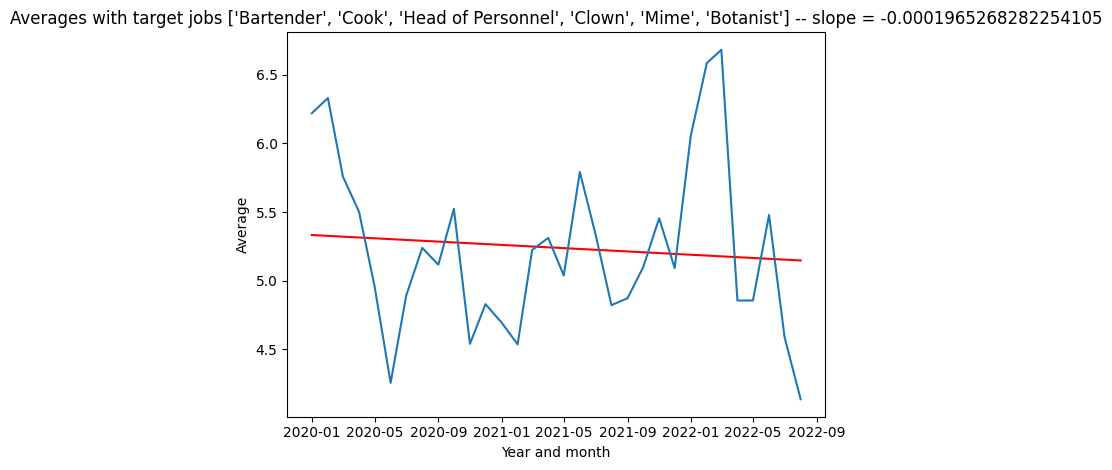 Averages with target jobs ['Bartender', 'Cook', 'Head of Personnel', 'Clown', 'Mime', 'Botanist'] -- slope = -0.0001965268282254105
6.5
6.0
5.5
5.0
4.5
Average
2020-01 2020-05 2020-09 2021-01 2021-05 2021-09 2022-01 2022-05 2022-09
Year and month